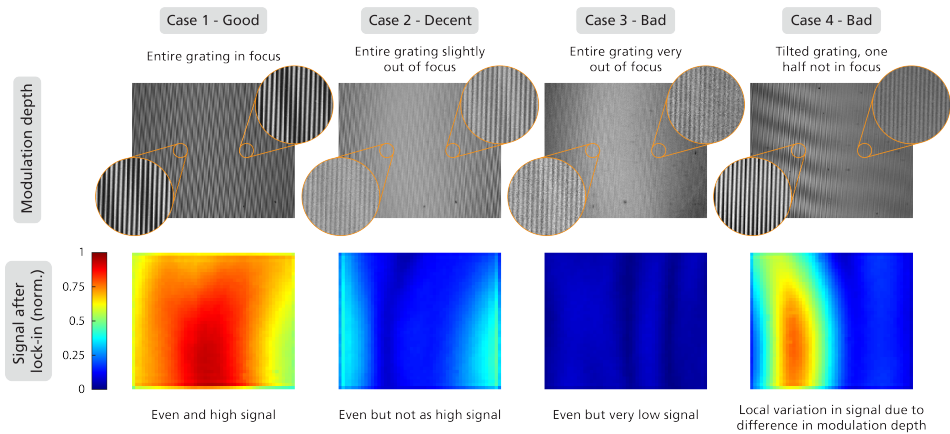 Case 1 - Good
Case 2 - Decent
Case 3 - Bad
Case 4 - Bad
Entire grating in focus
Entire grating slightly
out of focus
Entire grating very
out of focus
Tilted grating, one
half not in focus
Modulation depth
Signal after
lock-in (norm.)
1
0.75
0.5
0.25
0
Even and high signal
Even but not as high signal
Even but very low signal
Local variation in signal due to
difference in modulation depth